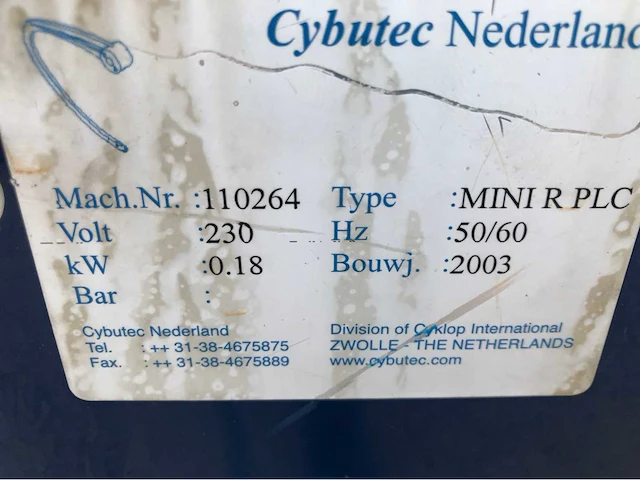 Cybutec Nederland
Mach.Nr. :110264 Type :MINI R PLC
Volt :230 Hz :50/60
kW :0.18 Bouwj. :2003
Bar :
Cybutec Nederland
Tel. : ++ 31-38-4675875
Fax. : ++ 31-38-4675889
Division of Cyklop International
ZWOLLE - THE NETHERLANDS
www.cybutec.com